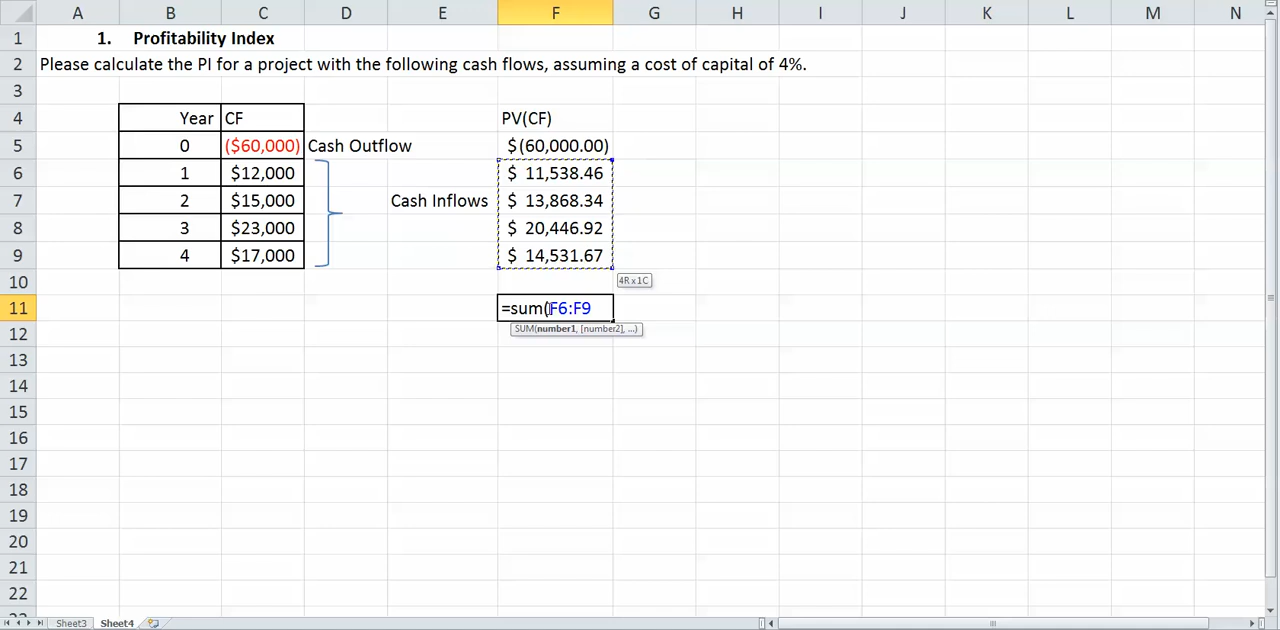 A B C D E F G H I J K L M N
1 1. Profitability Index
2 Please calculate the PI for a project with the following cash flows, assuming a cost of capital of 4%.
3
4 Year CF PV(CF)
5 0 ($60,000) Cash Outflow $(60,000.00)
6 1 $12,000 $ 11,538.46
7 2 $15,000 Cash Inflows $ 13,868.34
8 3 $23,000 $ 20,446.92
9 4 $17,000 $ 14,531.67
10 4R x 1C
11 =sum(F6:F9
12 SUM(number1, [number2], ...)
13
14
15
16
17
18
19
20
21
22
Sheet3 Sheet4